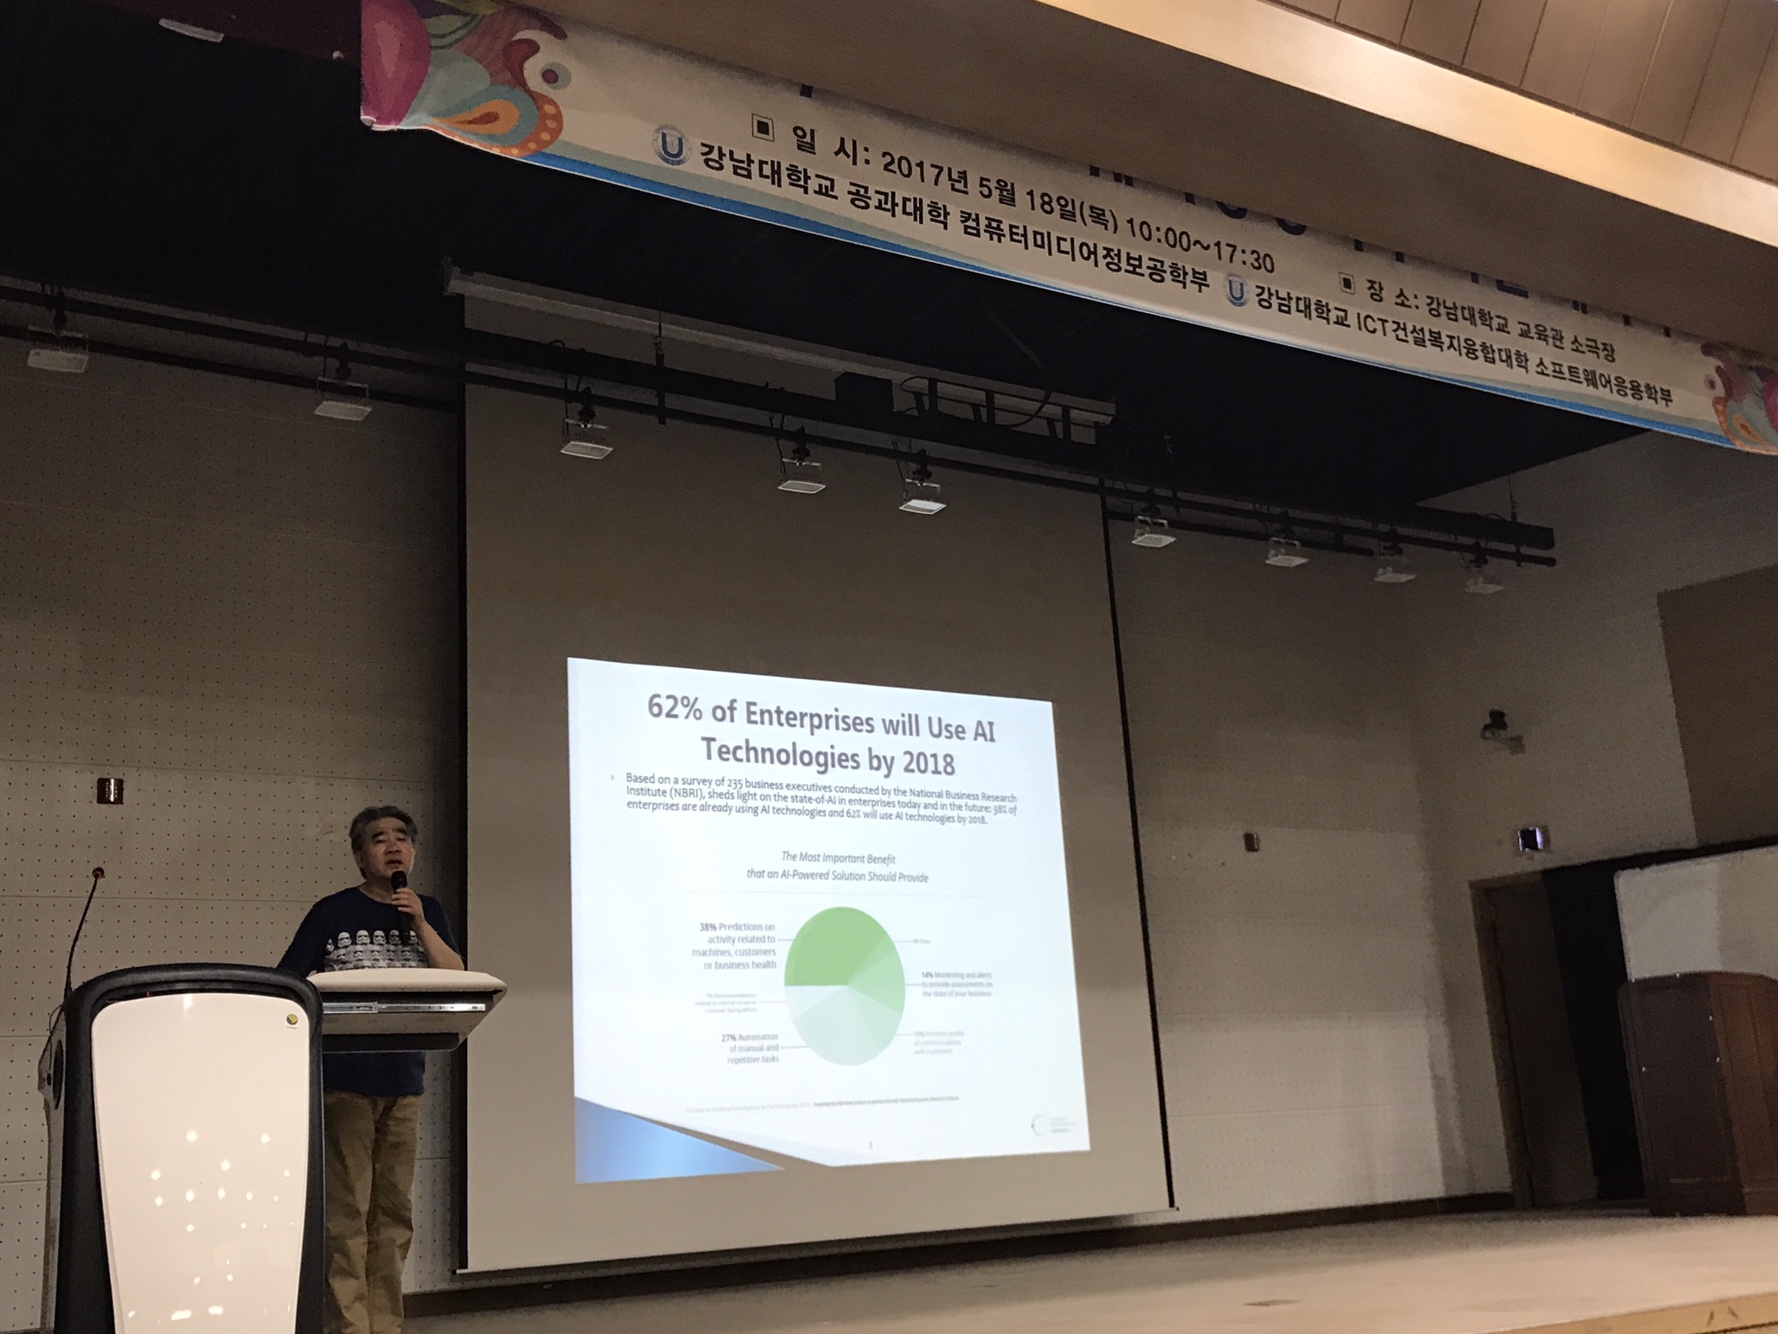 ▣ 일 시: 2017년 5월 18일(목) 10:00~17:30
▣ 장 소: 강남대학교 교육관 소극장
강남대학교 공과대학 컴퓨터미디어정보공학부
강남대학교 ICT건설복지융합대학 소프트웨어응용학부
62% of Enterprises will Use AI
Technologies by 2018
Based on a survey of 235 business executives conducted by the National Business Research
Institute (NBRI), sheds light on the state-of-AI in enterprises today and in the future: 38% of
enterprises are already using AI technologies and 62% will use AI technologies by 2018.
The Most Important Benefit
that an AI-Powered Solution Should Provide
38% Predictions on
activity related to
machines, customers
or business health
14% Monitoring and alerts
to provide assessments on
the state of your business
27% Automation
of manual and
repetitive tasks